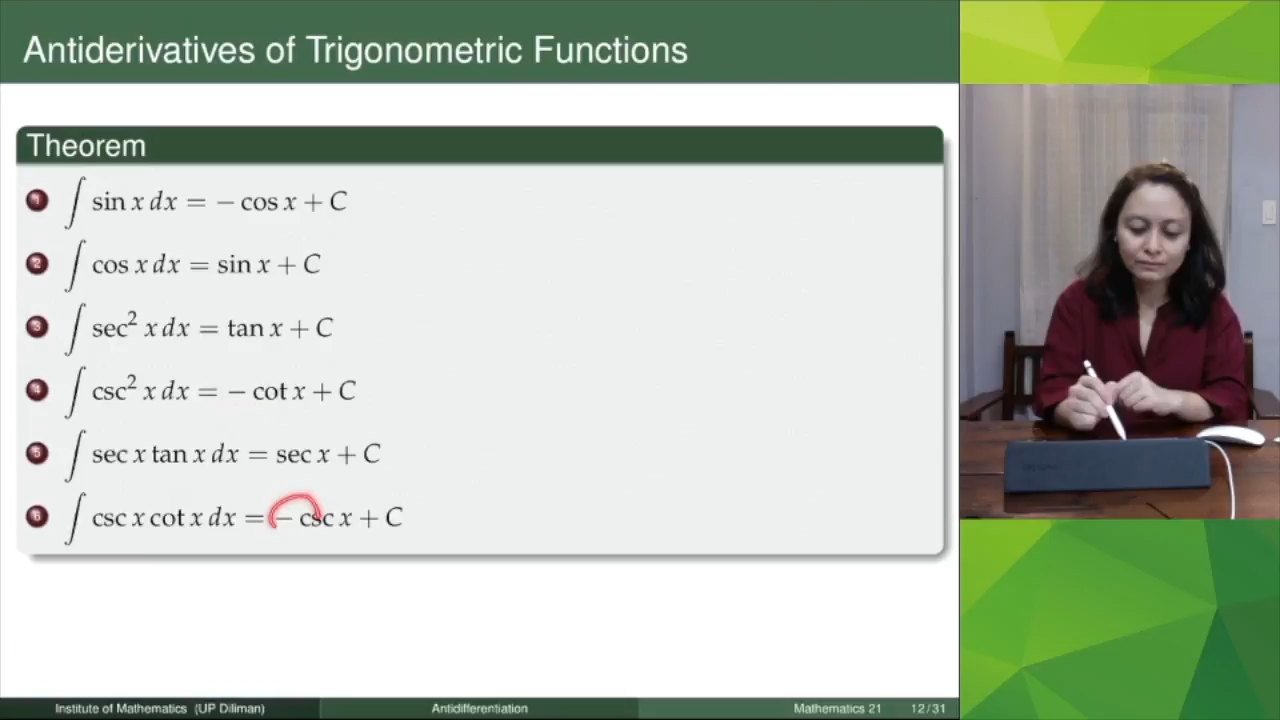 Antiderivatives of Trigonometric Functions
Theorem
1 ∫ sin x dx = − cos x + C
2 ∫ cos x dx = sin x + C
3 ∫ sec² x dx = tan x + C
4 ∫ csc² x dx = − cot x + C
5 ∫ sec x tan x dx = sec x + C
6 ∫ csc x cot x dx = − csc x + C
Institute of Mathematics (UP Diliman) Antidifferentiation Mathematics 21 12/31